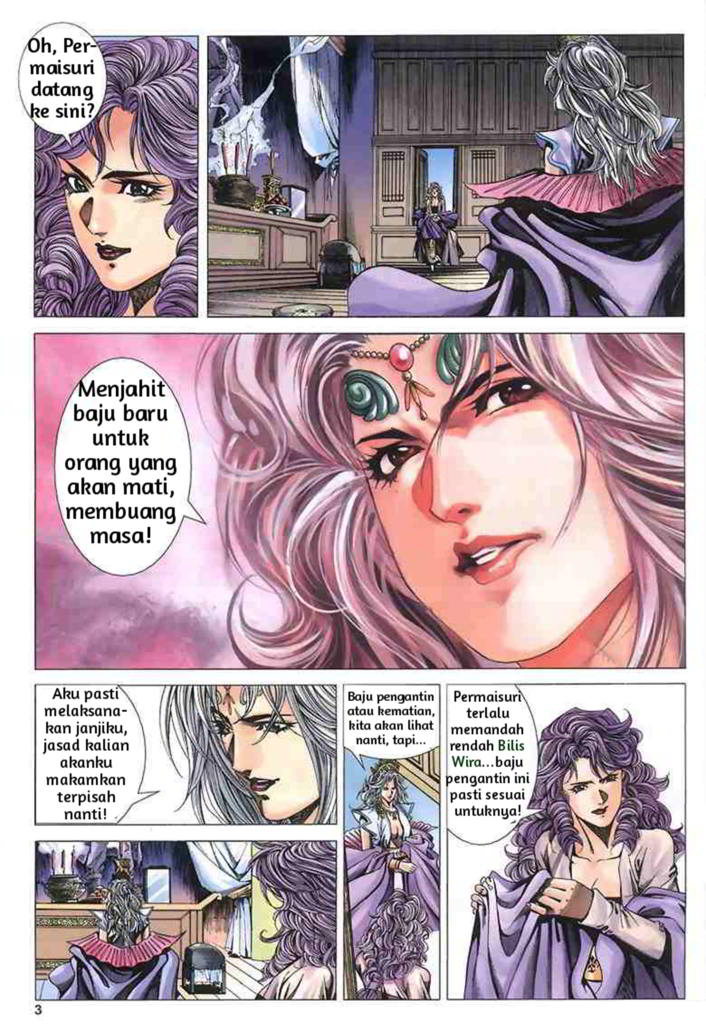 Oh, Per-
maisuri
datang
ke sini?
Menjahit
baju baru
untuk
orang yang
akan mati,
membuang
masa!
Aku pasti
melaksana-
kan janjiku,
jasad kalian
akanku
makamkan
terpisah
nanti!
Baju pengantin
atau kematian,
kita akan lihat
nanti, tapi...
Permaisuri
terlalu
memandah
rendah Bilis
Wira...baju
pengantin ini
pasti sesuai
untuknya!
3